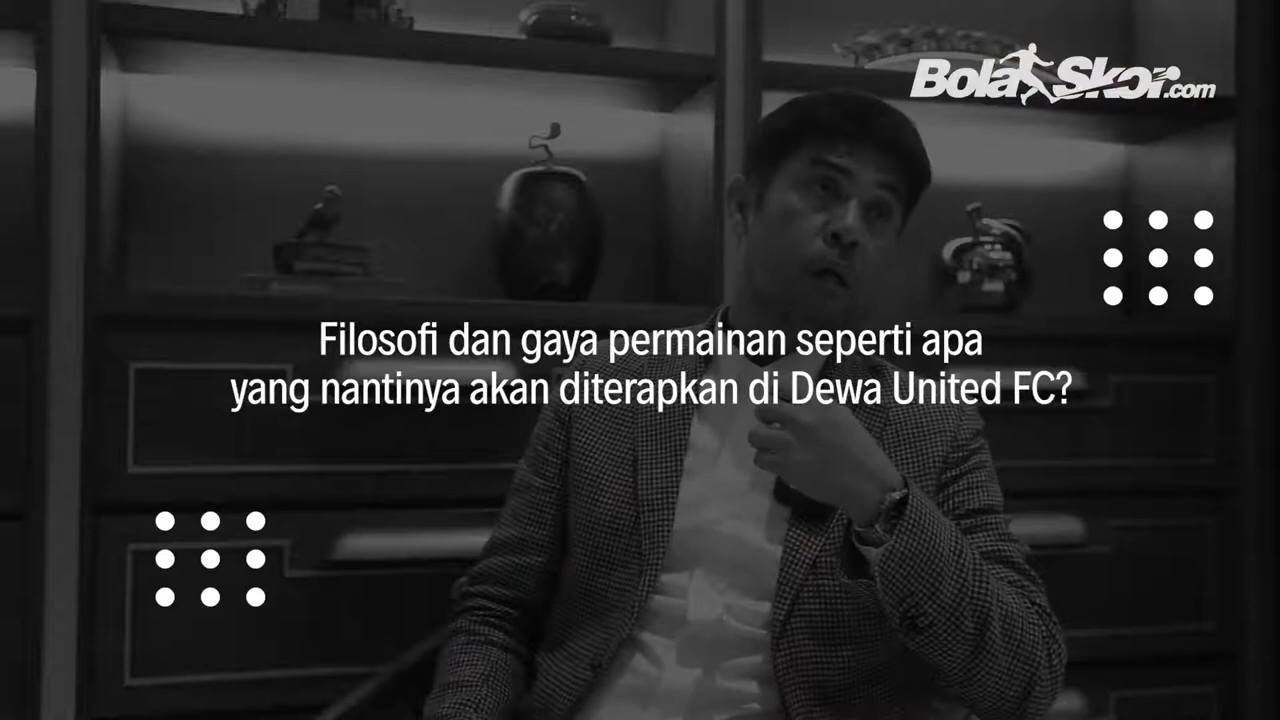 BolaSkor.com
Filosofi dan gaya permainan seperti apa
yang nantinya akan diterapkan di Dewa United FC?